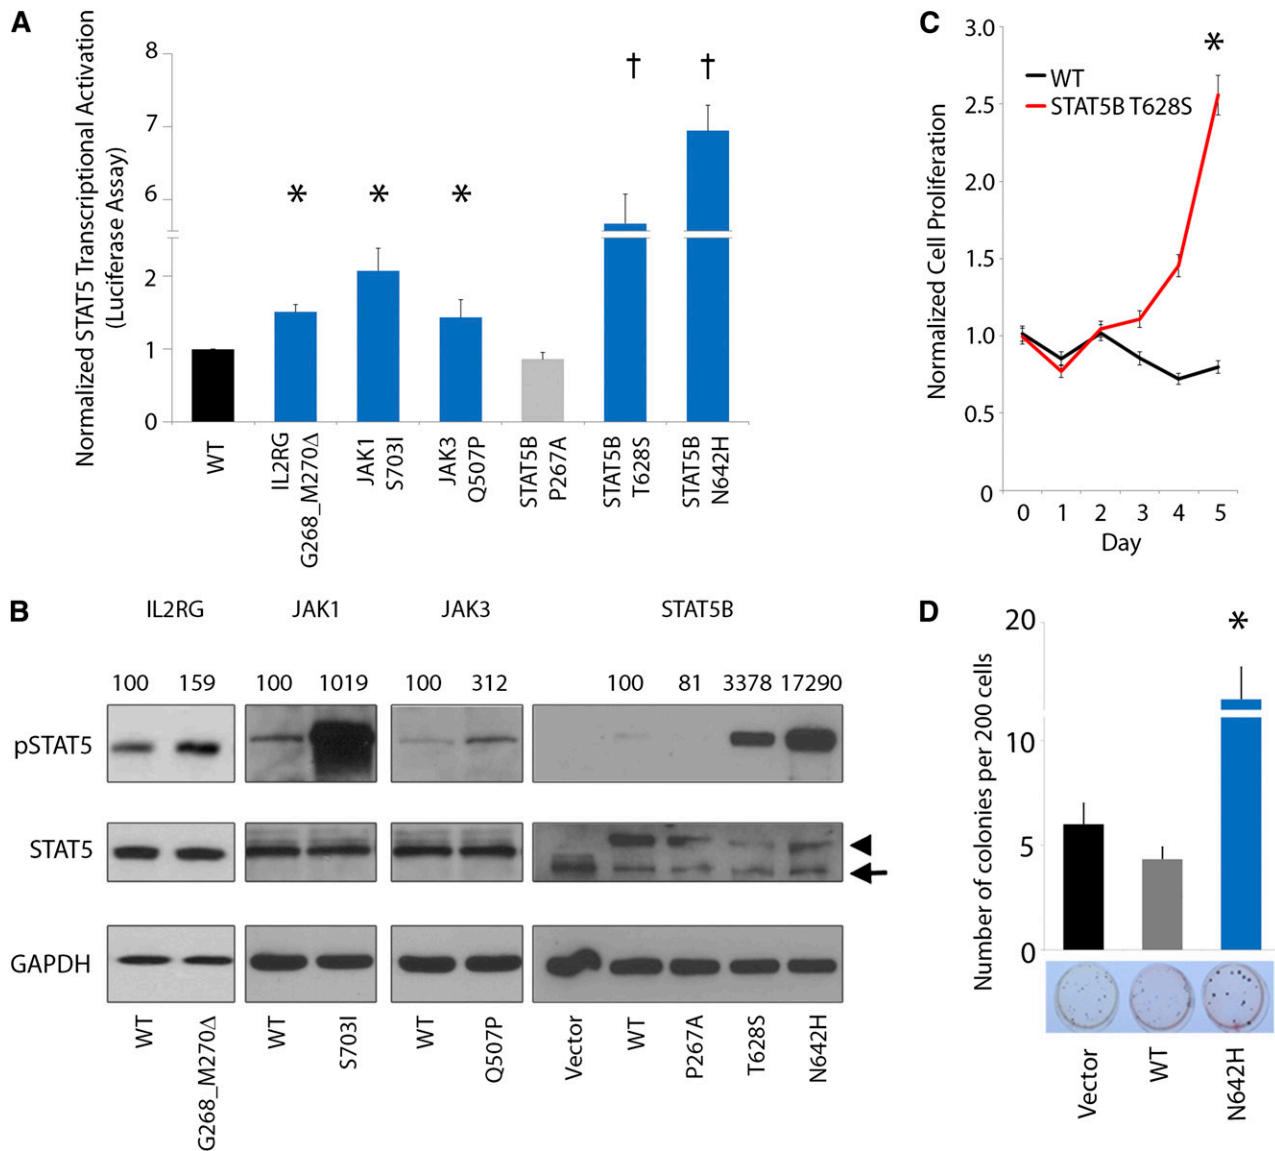 A
Normalized STAT5 Transcriptional Activation
(Luciferase Assay)
8
7
6
2
1
0
*
*
*
†
†
WT
IL2RG
G268_M270Δ
JAK1
S703I
JAK3
Q507P
STAT5B
P267A
STAT5B
T628S
STAT5B
N642H
C
Normalized Cell Proliferation
3.0
2.5
2.0
1.5
1.0
0.5
0
WT
STAT5B T628S
*
0 1 2 3 4 5
Day
B
IL2RG JAK1 JAK3 STAT5B
100 159 100 1019 100 312 100 81 3378 17290
pSTAT5
STAT5
GAPDH
WT
G268_M270Δ
WT
S703I
WT
Q507P
Vector
WT
P267A
T628S
N642H
D
Number of colonies per 200 cells
20
10
5
0
*
Vector
WT
N642H